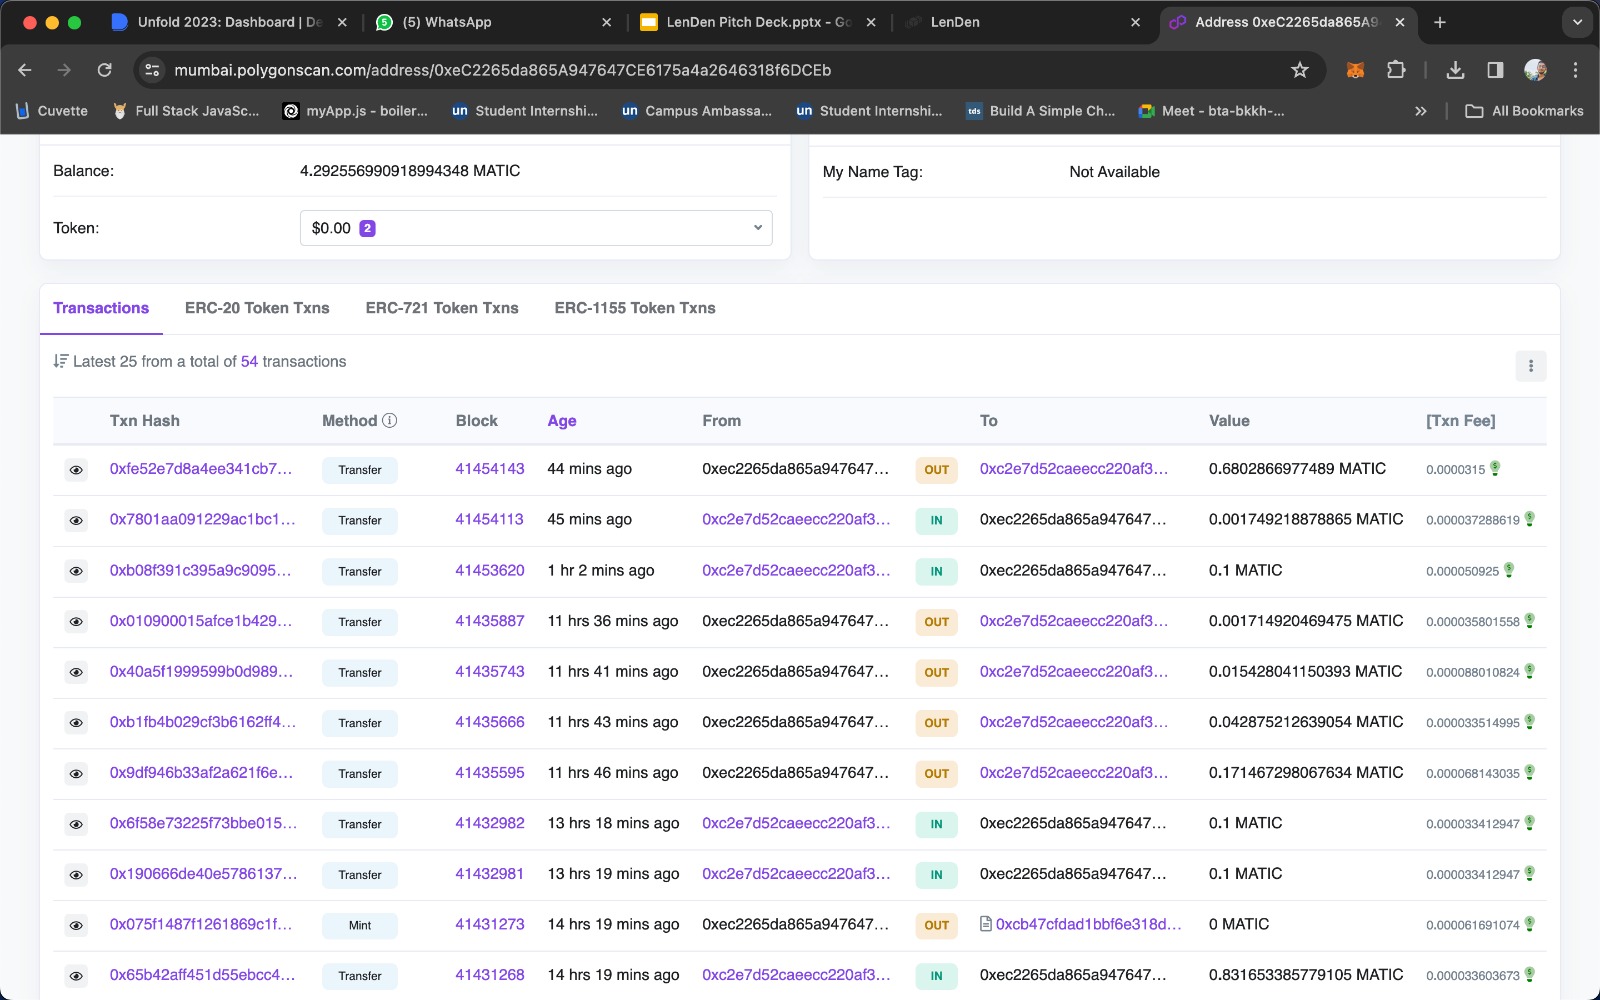 Unfold 2023: Dashboard | De
(5) WhatsApp
LenDen Pitch Deck.pptx - Go
LenDen
Address 0xeC2265da865A9
mumbai.polygonscan.com/address/0xeC2265da865A947647CE6175a4a2646318f6DCEb
Cuvette
Full Stack JavaSc...
myApp.js - boiler...
un Student Internshi...
un Campus Ambassa...
un Student Internshi...
tds Build A Simple Ch...
Meet - bta-bkkh-...
All Bookmarks
Balance: 4.292556990918994348 MATIC
My Name Tag: Not Available
Token: $0.00 2
Transactions ERC-20 Token Txns ERC-721 Token Txns ERC-1155 Token Txns
Latest 25 from a total of 54 transactions
Txn Hash Method Block Age From To Value [Txn Fee]
0xfe52e7d8a4ee341cb7... Transfer 41454143 44 mins ago 0xec2265da865a947647... OUT 0xc2e7d52caeecc220af3... 0.6802866977489 MATIC 0.0000315
0x7801aa091229ac1bc1... Transfer 41454113 45 mins ago 0xc2e7d52caeecc220af3... IN 0xec2265da865a947647... 0.001749218878865 MATIC 0.000037288619
0xb08f391c395a9c9095... Transfer 41453620 1 hr 2 mins ago 0xc2e7d52caeecc220af3... IN 0xec2265da865a947647... 0.1 MATIC 0.000050925
0x010900015afce1b429... Transfer 41435887 11 hrs 36 mins ago 0xec2265da865a947647... OUT 0xc2e7d52caeecc220af3... 0.001714920469475 MATIC 0.000035801558
0x40a5f1999599b0d989... Transfer 41435743 11 hrs 41 mins ago 0xec2265da865a947647... OUT 0xc2e7d52caeecc220af3... 0.015428041150393 MATIC 0.000088010824
0xb1fb4b029cf3b6162ff4... Transfer 41435666 11 hrs 43 mins ago 0xec2265da865a947647... OUT 0xc2e7d52caeecc220af3... 0.042875212639054 MATIC 0.000033514995
0x9df946b33af2a621f6e... Transfer 41435595 11 hrs 46 mins ago 0xec2265da865a947647... OUT 0xc2e7d52caeecc220af3... 0.171467298067634 MATIC 0.000068143035
0x6f58e73225f73bbe015... Transfer 41432982 13 hrs 18 mins ago 0xc2e7d52caeecc220af3... IN 0xec2265da865a947647... 0.1 MATIC 0.000033412947
0x190666de40e5786137... Transfer 41432981 13 hrs 19 mins ago 0xc2e7d52caeecc220af3... IN 0xec2265da865a947647... 0.1 MATIC 0.000033412947
0x075f1487f1261869c1f... Mint 41431273 14 hrs 19 mins ago 0xec2265da865a947647... OUT 0xcb47cfdad1bbf6e318d... 0 MATIC 0.000061691074
0x65b42aff451d55ebcc4... Transfer 41431268 14 hrs 19 mins ago 0xc2e7d52caeecc220af3... IN 0xec2265da865a947647... 0.831653385779105 MATIC 0.000033603673